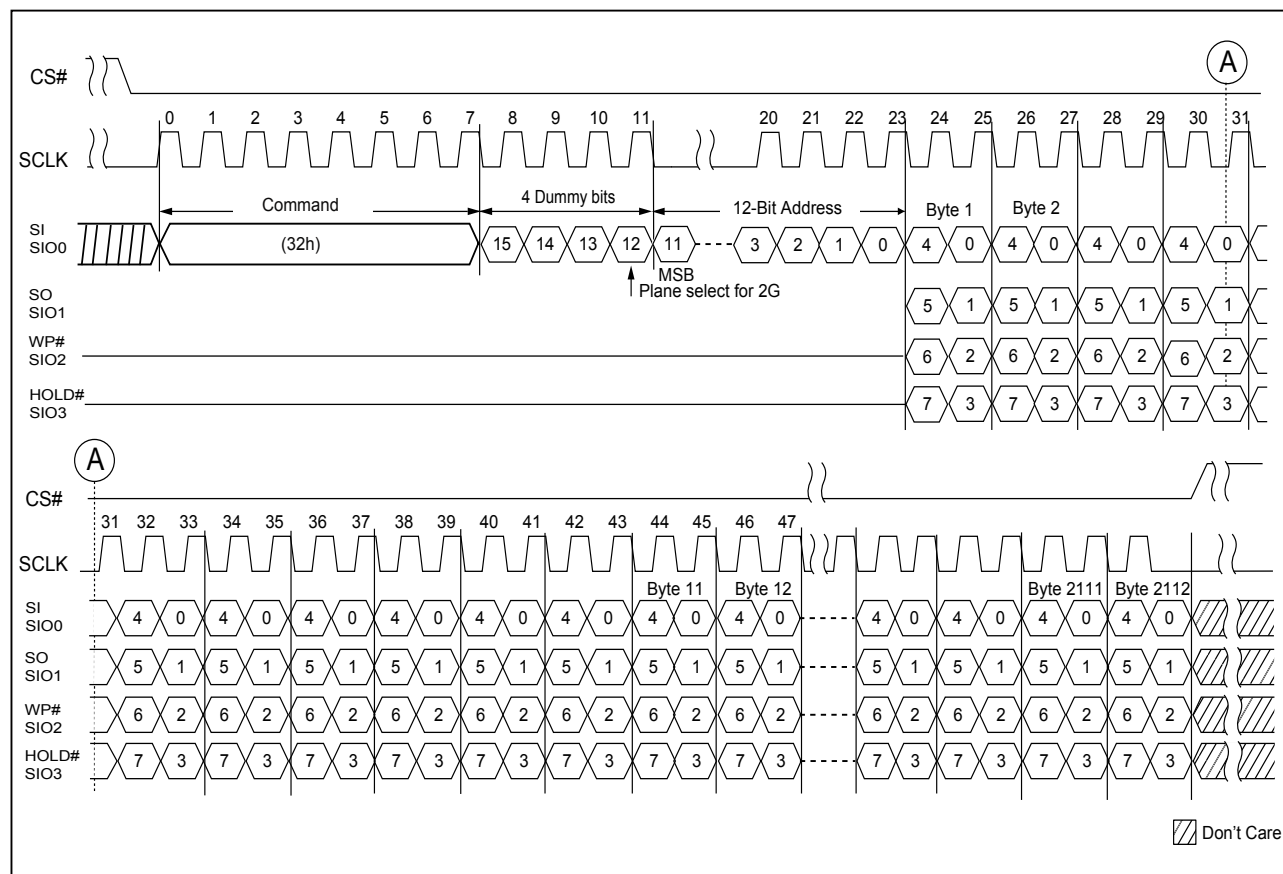 A
CS#
0 1 2 3 4 5 6 7 8 9 10 11 20 21 22 23 24 25 26 27 28 29 30 31
SCLK
Command 4 Dummy bits 12-Bit Address Byte 1 Byte 2
SI
SIO0
(32h) 15 14 13 12 11 3 2 1 0 4 0 4 0 4 0 4 0
MSB
Plane select for 2G
SO
SIO1
5 1 5 1 5 1 5 1
WP#
SIO2
6 2 6 2 6 2 6 2
HOLD#
SIO3
7 3 7 3 7 3 7 3
A
CS#
31 32 33 34 35 36 37 38 39 40 41 42 43 44 45 46 47
SCLK
Byte 11 Byte 12 Byte 2111 Byte 2112
SI
SIO0
4 0 4 0 4 0 4 0 4 0 4 0 4 0 4 0 4 0 4 0 4 0 4 0
SO
SIO1
5 1 5 1 5 1 5 1 5 1 5 1 5 1 5 1 5 1 5 1 5 1 5 1
WP#
SIO2
6 2 6 2 6 2 6 2 6 2 6 2 6 2 6 2 6 2 6 2 6 2 6 2
HOLD#
SIO3
7 3 7 3 7 3 7 3 7 3 7 3 7 3 7 3 7 3 7 3 7 3 7 3
Don't Care